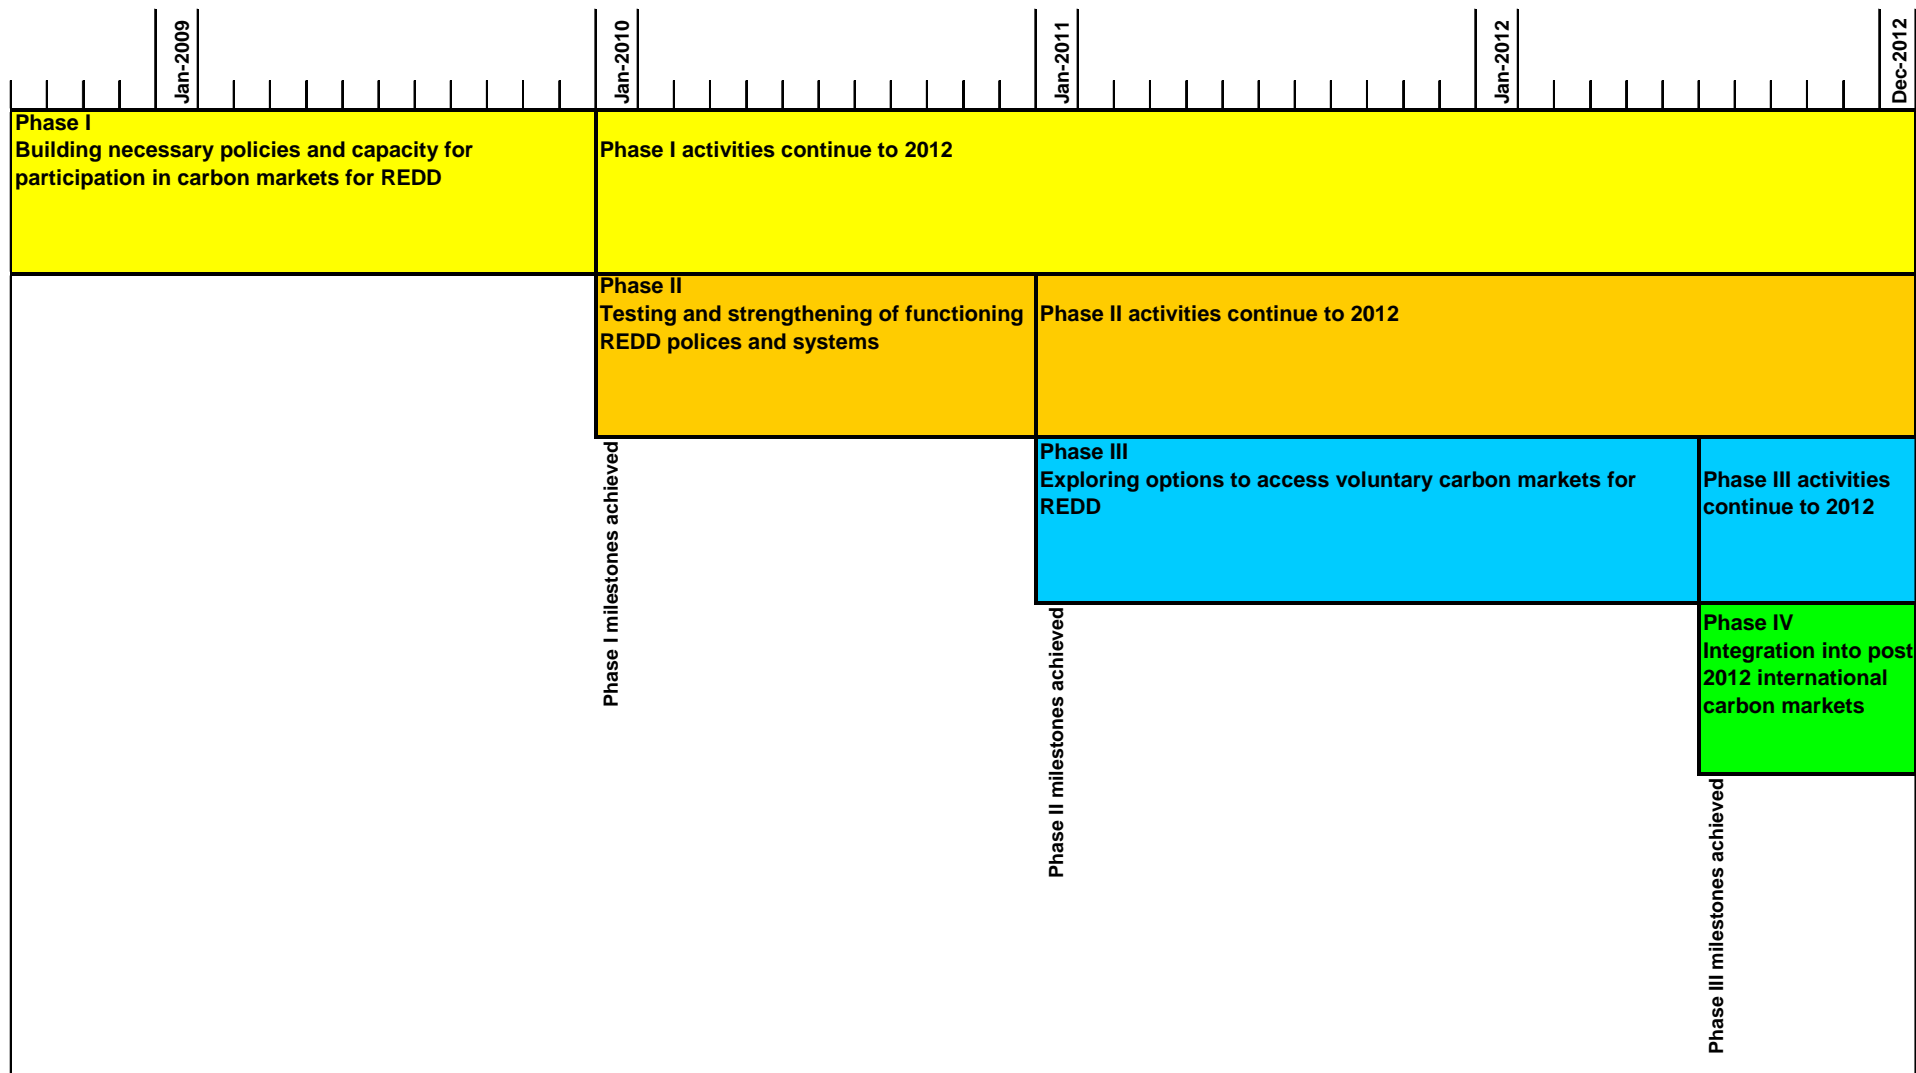 Jan-2009
Jan-2010
Jan-2011
Jan-2012
Dec-2012
Phase I
Building necessary policies and capacity for
participation in carbon markets for REDD
Phase I activities continue to 2012
Phase II
Testing and strengthening of functioning
REDD polices and systems
Phase II activities continue to 2012
Phase I milestones achieved
Phase III
Exploring options to access voluntary carbon markets for
REDD
Phase III activities
continue to 2012
Phase II milestones achieved
Phase IV
Integration into post
2012 international
carbon markets
Phase III milestones achieved